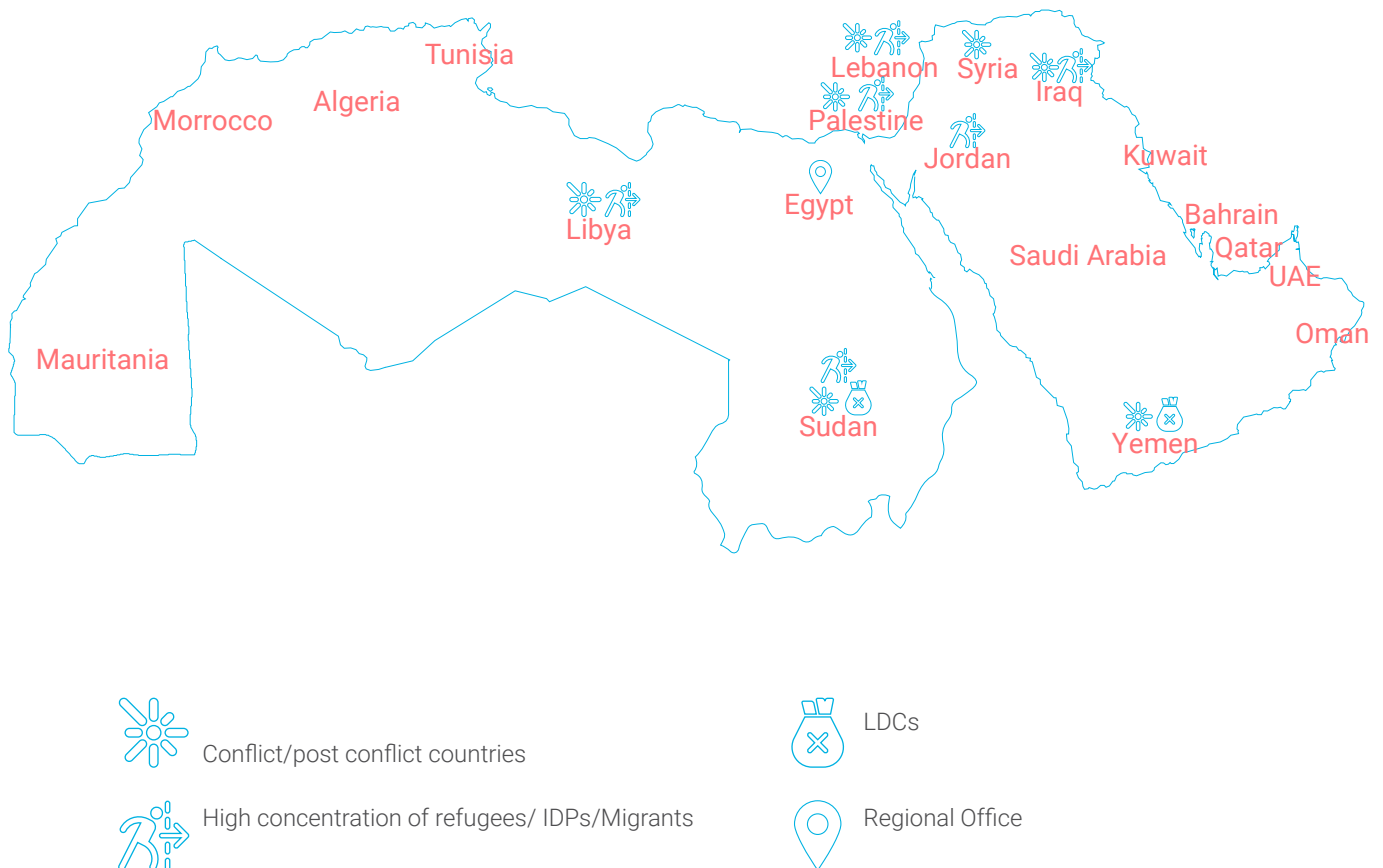 Tunisia
Lebanon
Syria
Iraq
Algeria
Morrocco
Palestine
Jordan
Kuwait
Egypt
Libya
Bahrain
Qatar
Saudi Arabia
UAE
Oman
Mauritania
Sudan
Yemen
Conflict/post conflict countries
LDCs
High concentration of refugees/ IDPs/Migrants
Regional Office